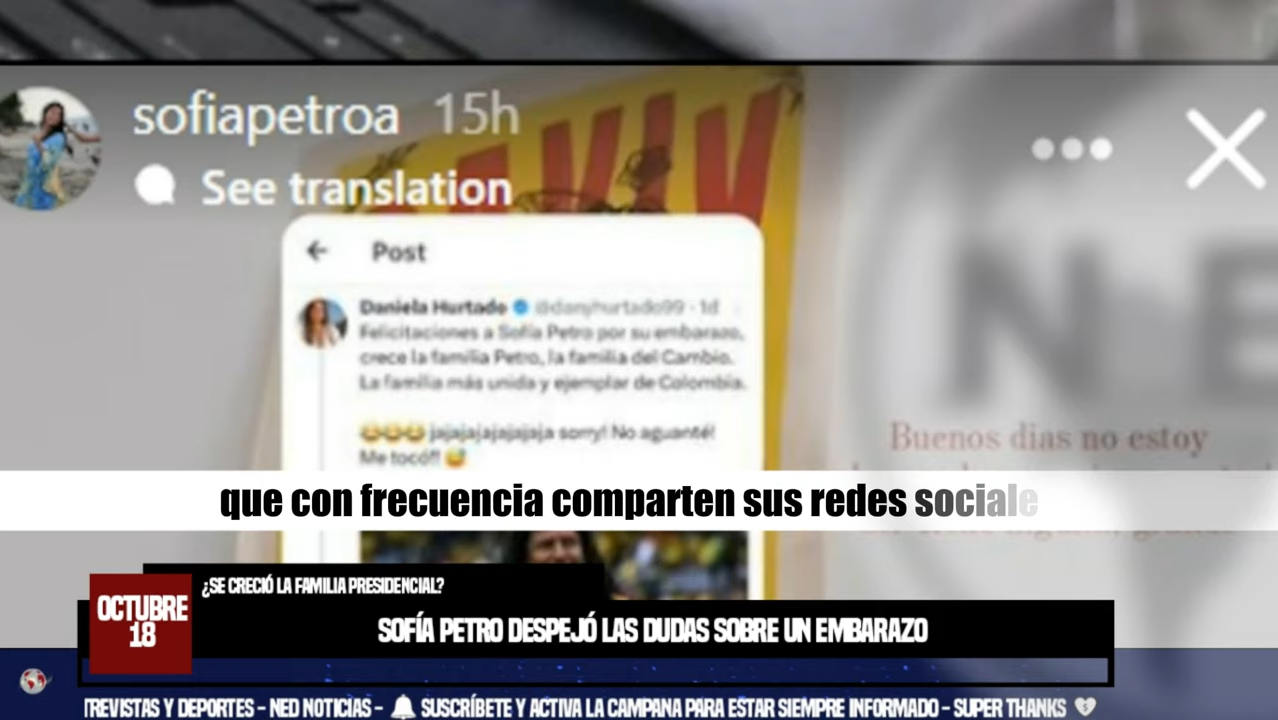 sofiapetroa 15h
See translation
Post
Daniela Hurtado @danyhurtado99 · 1d
Felicitaciones a Sofía Petro por su embarazo,
crece la familia Petro, la familia del Cambio.
La familia más unida y ejemplar de Colombia.
😂😂😂 jajajajajajajaja sorry! No aguanté!
Me tocó!! 😅
N E
Buenos dias no estoy
que con frecuencia comparten sus redes sociale
¿SE CRECIÓ LA FAMILIA PRESIDENCIAL?
OCTUBRE
18
SOFÍA PETRO DESPEJÓ LAS DUDAS SOBRE UN EMBARAZO
TREVISTAS Y DEPORTES - NED NOTICIAS - 🔔 SUSCRÍBETE Y ACTIVA LA CAMPANA PARA ESTAR SIEMPRE INFORMADO - SUPER THANKS